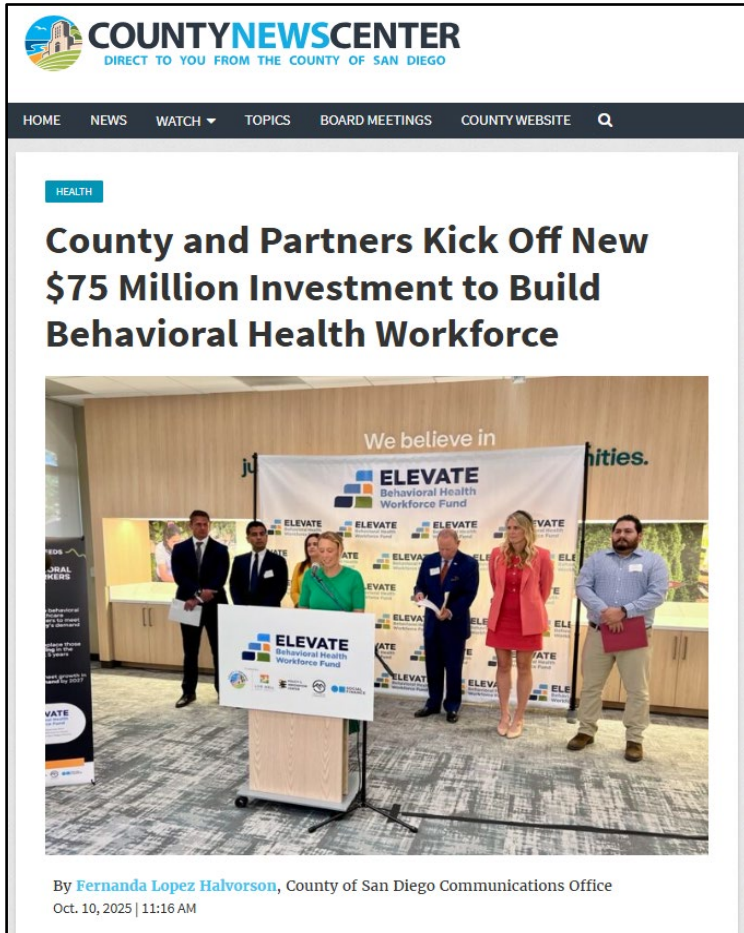 COUNTYNEWSCENTER
DIRECT TO YOU FROM THE COUNTY OF SAN DIEGO
HOME NEWS WATCH TOPICS BOARD MEETINGS COUNTY WEBSITE
HEALTH
County and Partners Kick Off New
$75 Million Investment to Build
Behavioral Health Workforce
We believe in
ELEVATE
Behavioral Health
Workforce Fund
ELEVATE
Behavioral Health
Workforce Fund
By Fernanda Lopez Halvorson, County of San Diego Communications Office
Oct. 10, 2025 | 11:16 AM